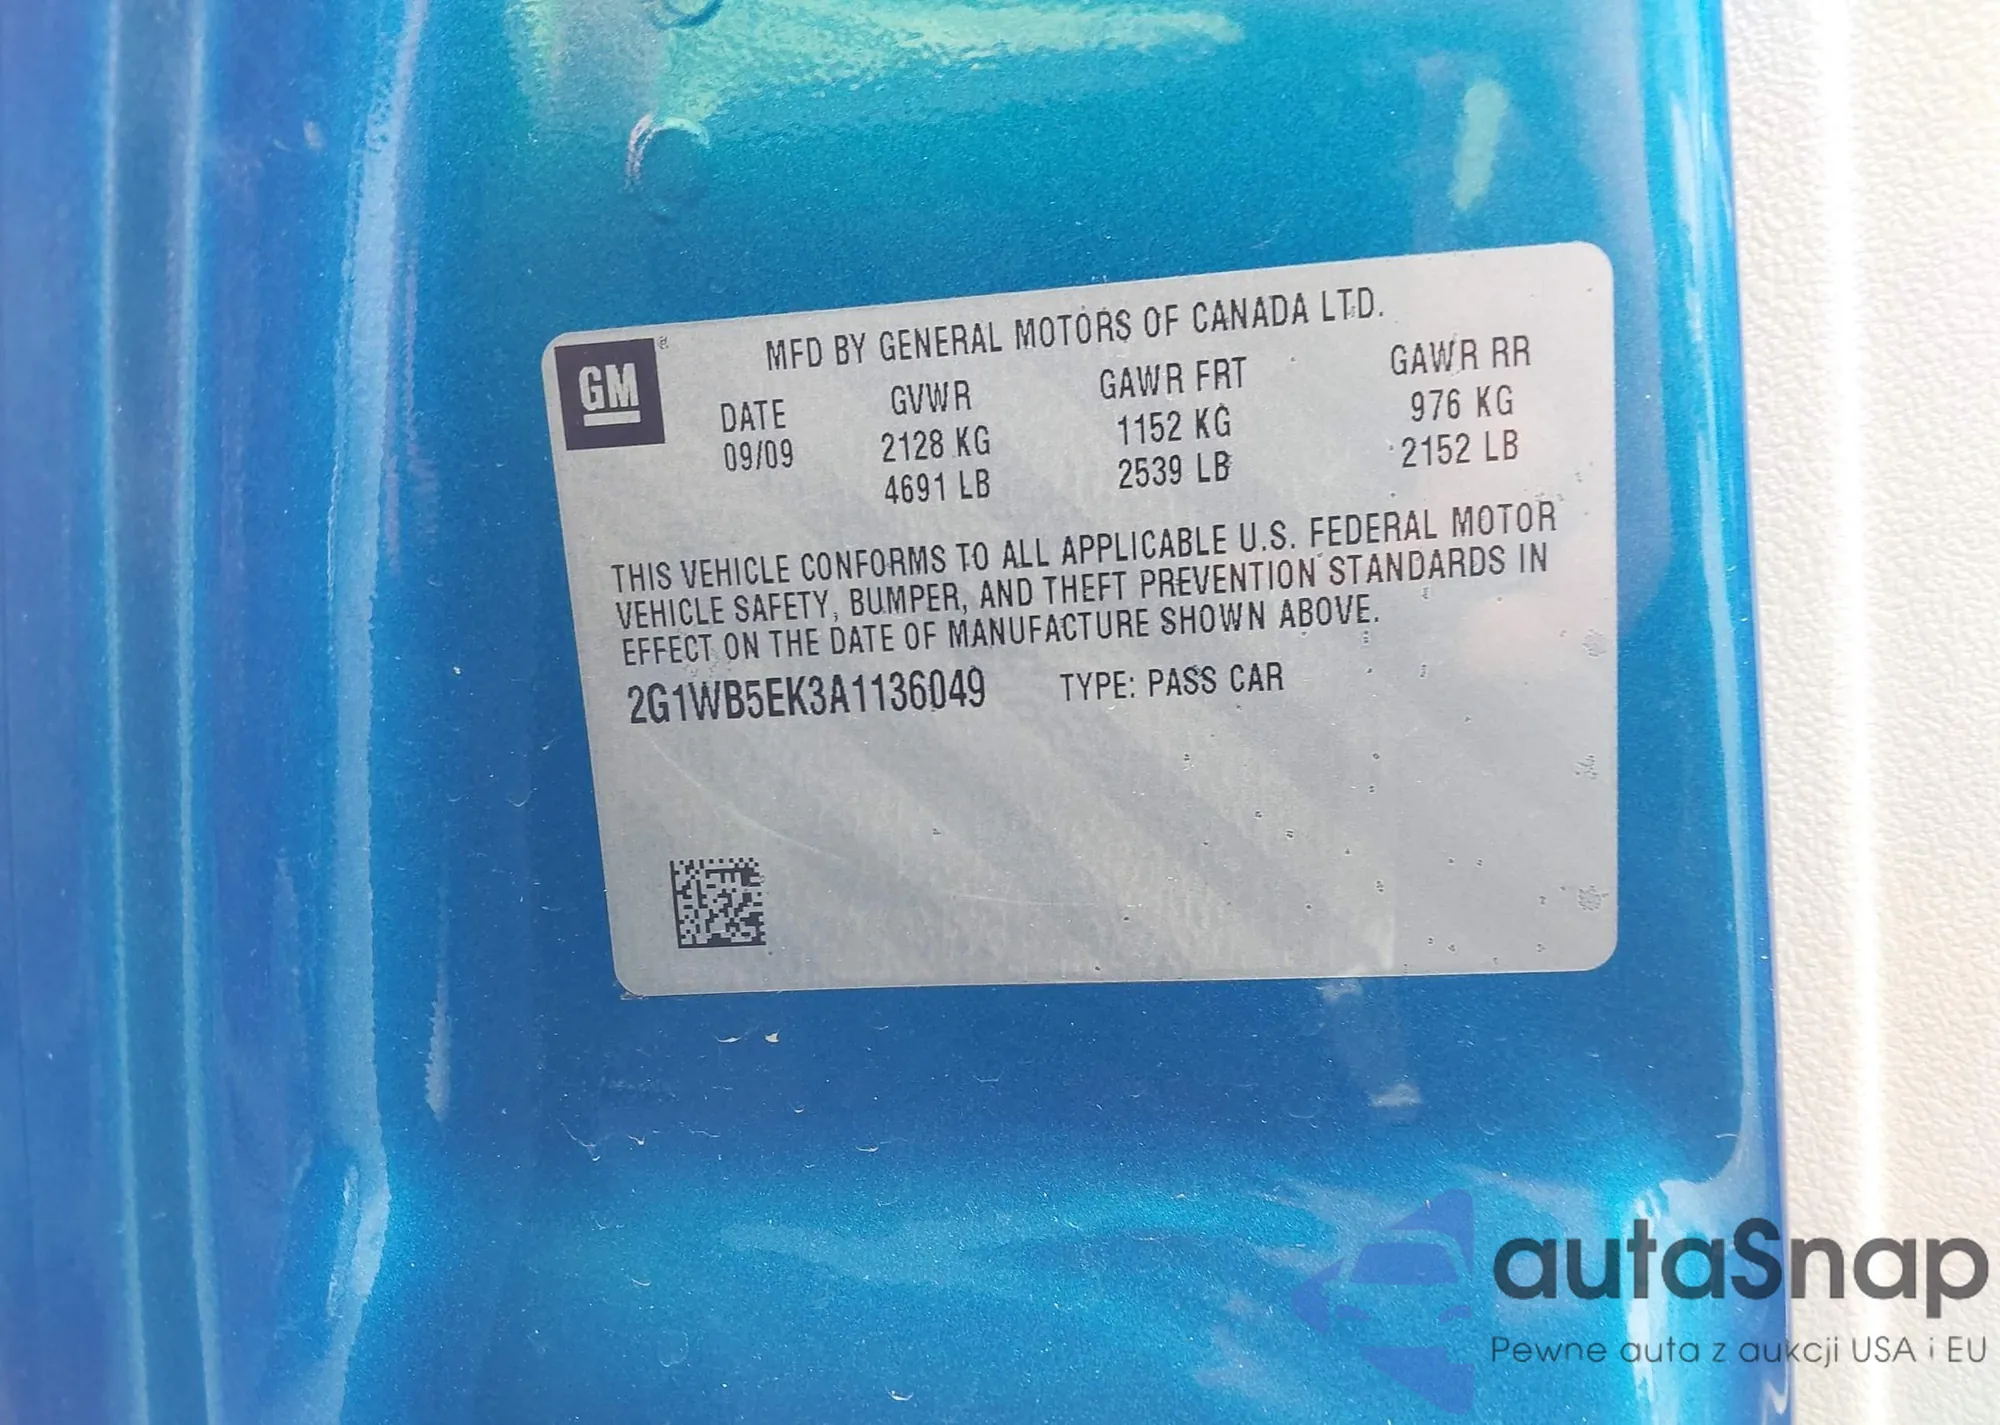 GM
MFD BY GENERAL MOTORS OF CANADA LTD.
DATE GVWR GAWR FRT GAWR RR
09/09 2128 KG 1152 KG 976 KG
4691 LB 2539 LB 2152 LB
THIS VEHICLE CONFORMS TO ALL APPLICABLE U.S. FEDERAL MOTOR
VEHICLE SAFETY, BUMPER, AND THEFT PREVENTION STANDARDS IN
EFFECT ON THE DATE OF MANUFACTURE SHOWN ABOVE.
2G1WB5EK3A1136049 TYPE: PASS CAR
autaSnap
Pewne auta z aukcji USA i EU